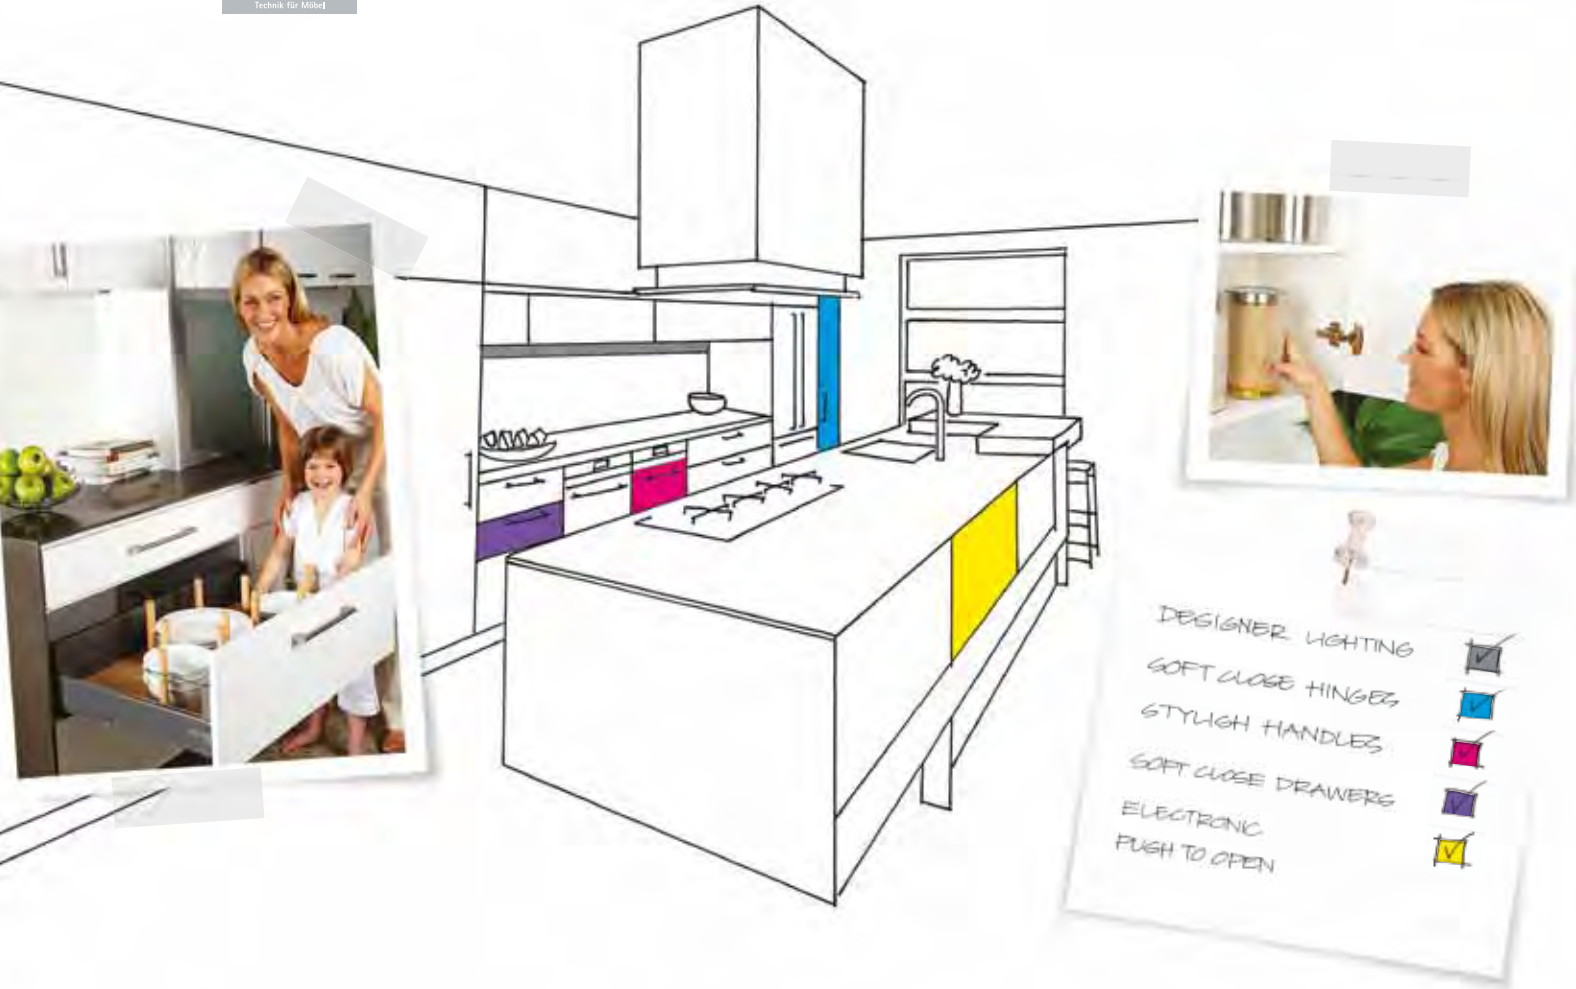 Technik für Möbel
DESIGNER LIGHTING
SOFT CLOSE HINGES
STYLISH HANDLES
SOFT CLOSE DRAWERS
ELECTRONIC
PUSH TO OPEN